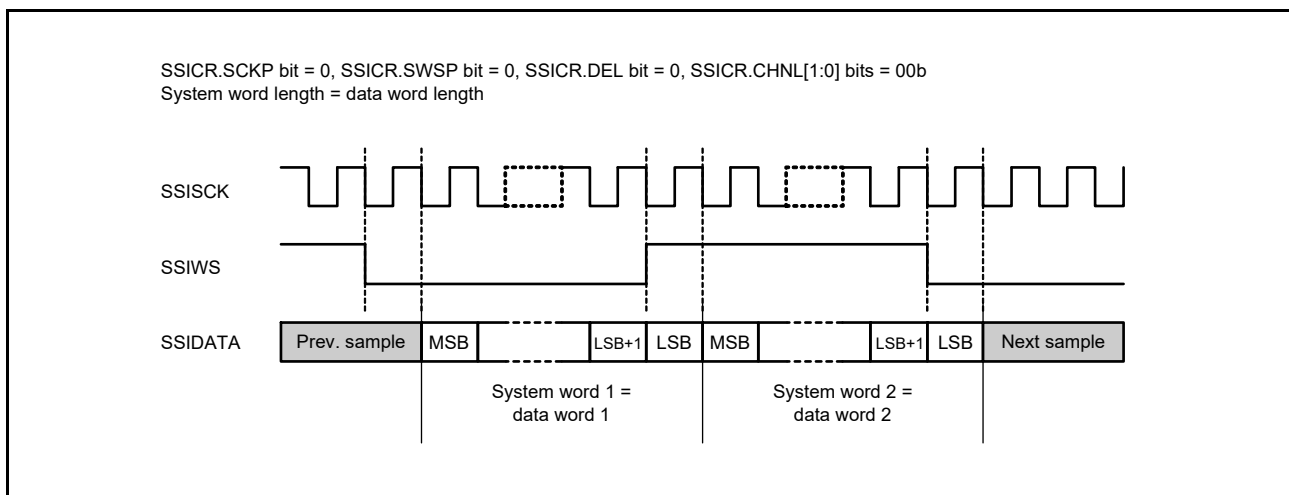 SSICR.SCKP bit = 0, SSICR.SWSP bit = 0, SSICR.DEL bit = 0, SSICR.CHNL[1:0] bits = 00b
System word length = data word length
SSISCK
SSIWS
SSIDATA Prev. sample MSB LSB+1 LSB MSB LSB+1 LSB Next sample
System word 1 = System word 2 =
data word 1 data word 2